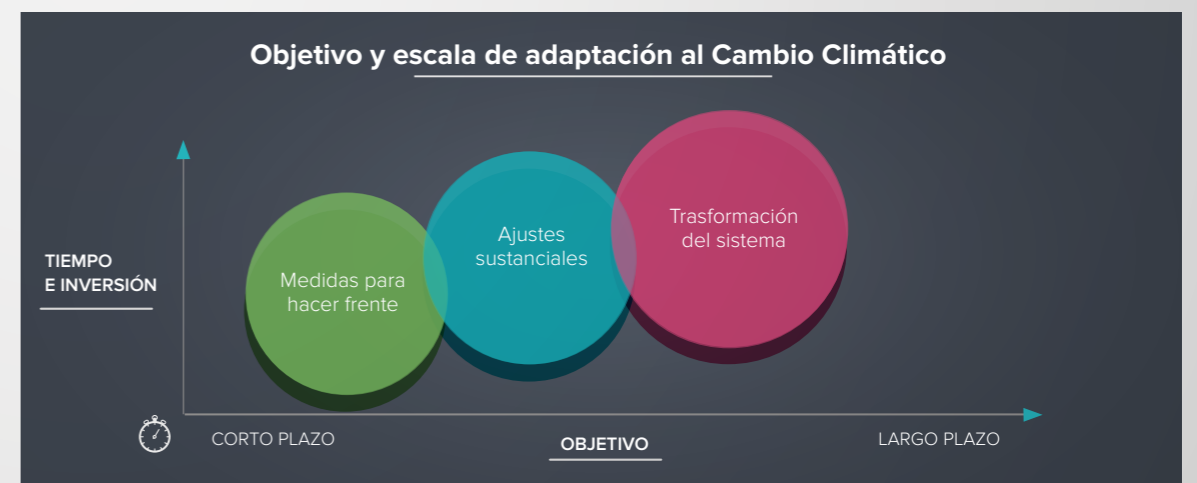 Objetivo y escala de adaptación al Cambio Climático
TIEMPO
E INVERSIÓN
Medidas para
hacer frente
Ajustes
sustanciales
Trasformación
del sistema
CORTO PLAZO
OBJETIVO
LARGO PLAZO